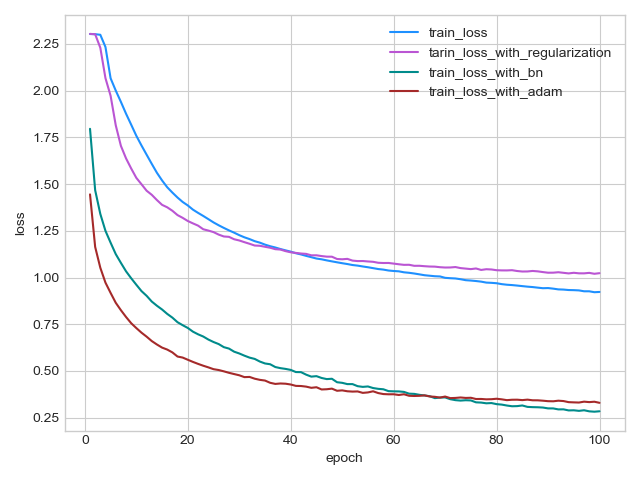 train_loss
tarin_loss_with_regularization
train_loss_with_bn
train_loss_with_adam
2.25
2.00
1.75
1.50
1.25
1.00
0.75
0.50
0.25
loss
0 20 40 60 80 100
epoch